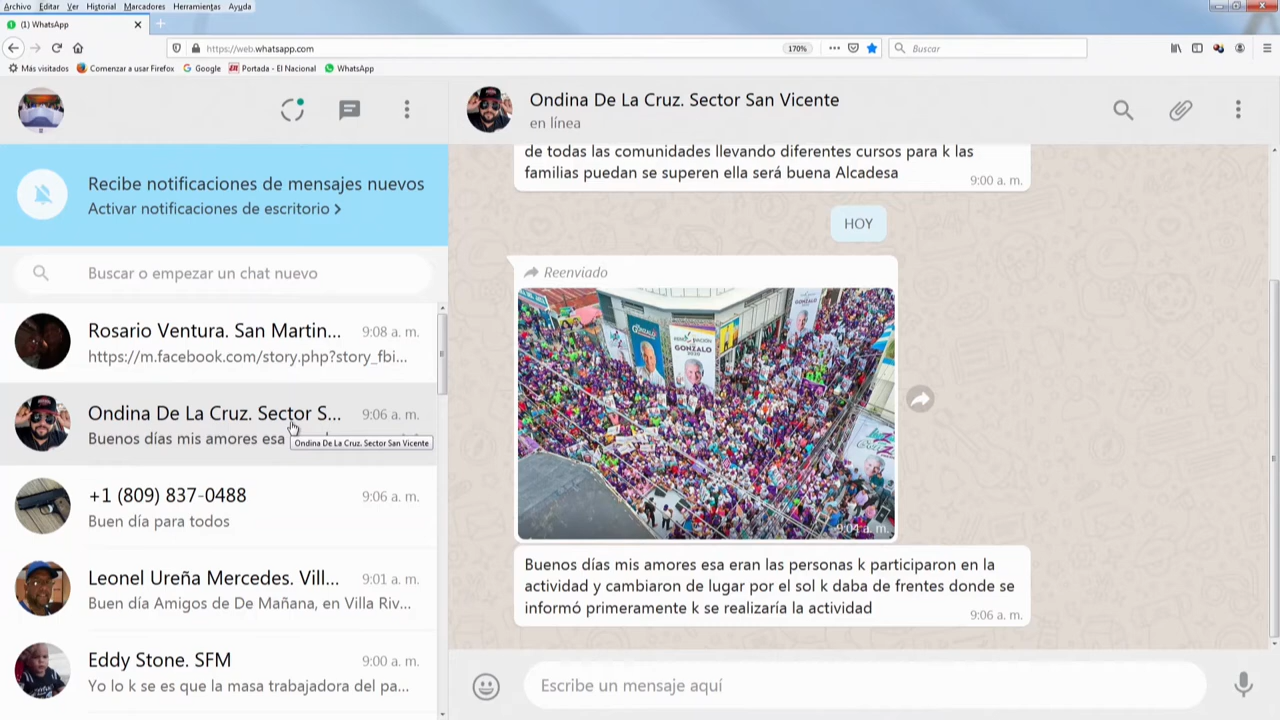 Archivo Editar Ver Historial Marcadores Herramientas Ayuda
(1) WhatsApp
https://web.whatsapp.com
170%
Buscar
Más visitados Comenzar a usar Firefox Google Portada - El Nacional WhatsApp
Recibe notificaciones de mensajes nuevos
Activar notificaciones de escritorio
Buscar o empezar un chat nuevo
Rosario Ventura. San Martin... 9:08 a. m.
https://m.facebook.com/story.php?story_fbi...
Ondina De La Cruz. Sector S... 9:06 a. m.
Buenos días mis amores esa
Ondina De La Cruz. Sector San Vicente
+1 (809) 837-0488 9:06 a. m.
Buen día para todos
Leonel Ureña Mercedes. Vill... 9:01 a. m.
Buen día Amigos de De Mañana, en Villa Riv...
Eddy Stone. SFM 9:00 a. m.
Yo lo k se es que la masa trabajadora del pa...
Ondina De La Cruz. Sector San Vicente
en línea
de todas las comunidades llevando diferentes cursos para k las
familias puedan se superen ella será buena Alcadesa
9:00 a. m.
HOY
Reenviado
GONZALO
GONZALO
9:04 a. m.
Buenos días mis amores esa eran las personas k participaron en la
actividad y cambiaron de lugar por el sol k daba de frentes donde se
informó primeramente k se realizaría la actividad
9:06 a. m.
Escribe un mensaje aquí